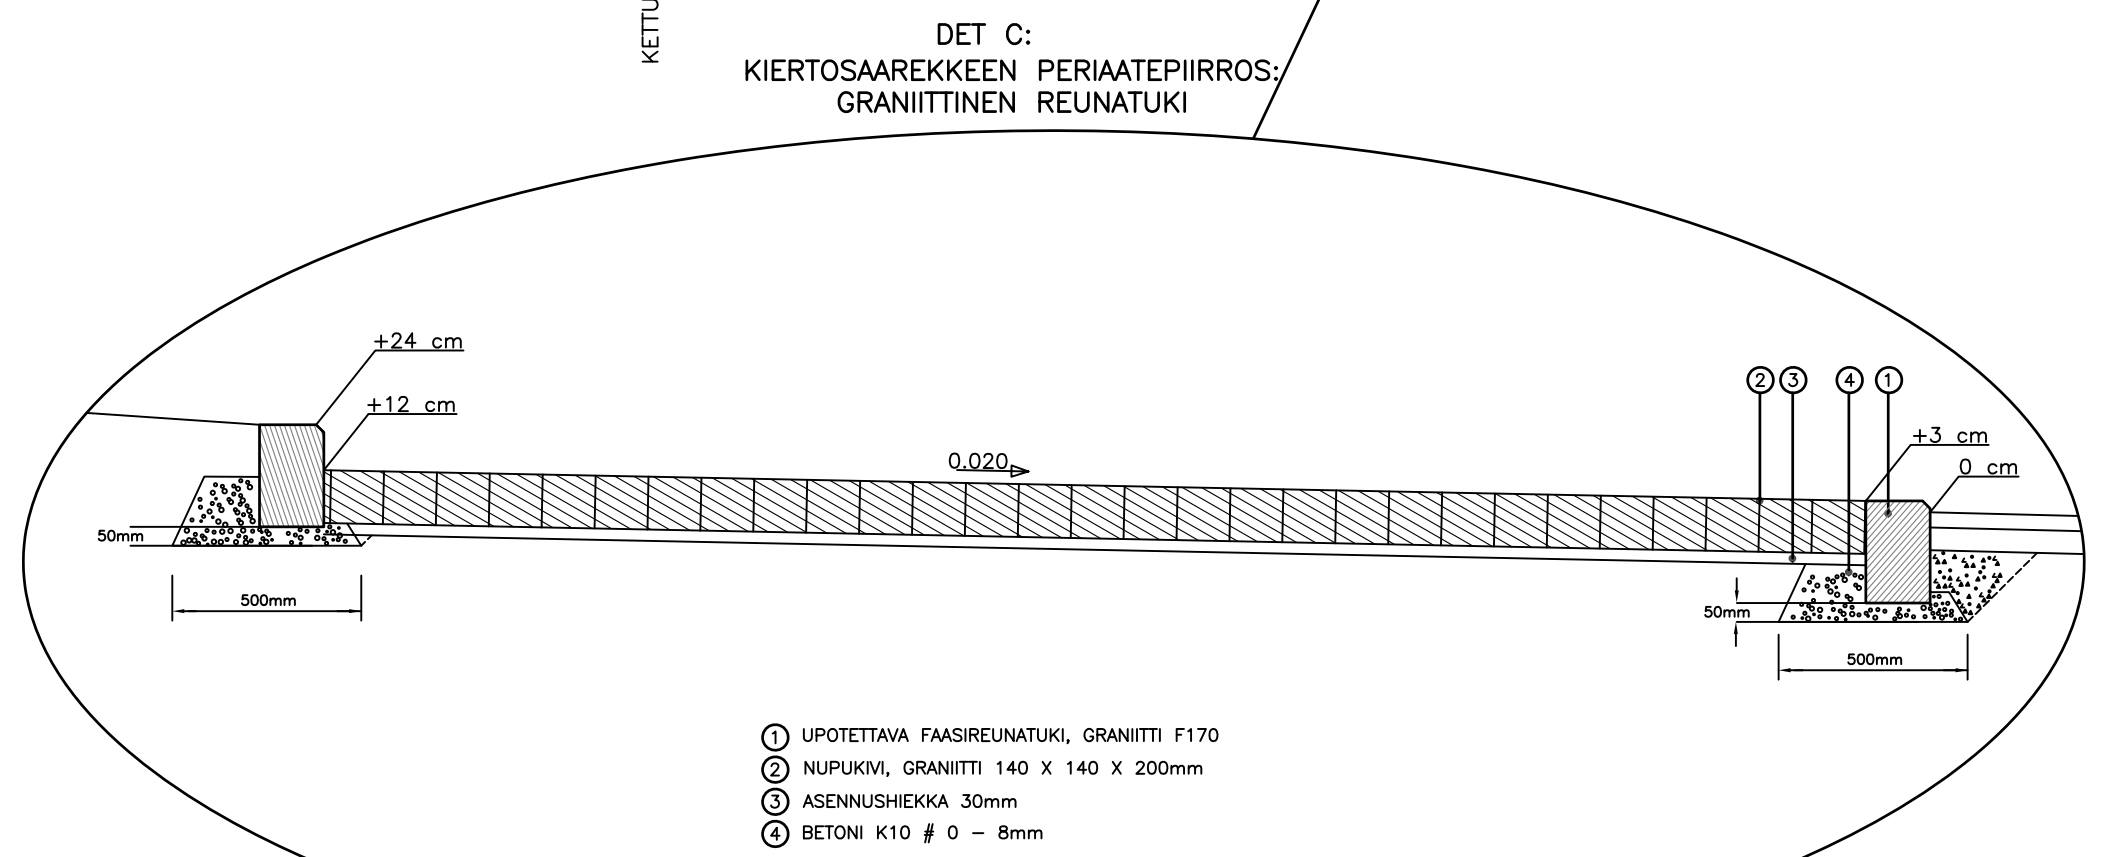 KETTU
DET C:
KIERTOSAAREKKEEN PERIAATEPIIRROS:
GRANIITTINEN REUNATUKI
+24 cm
+12 cm
0.020
2 3 4 1
+3 cm
0 cm
50mm
500mm
50mm
500mm
1 UPOTETTAVA FAASIREUNATUKI, GRANIITTI F170
2 NUPUKIVI, GRANIITTI 140 X 140 X 200mm
3 ASENNUSHIEKKA 30mm
4 BETONI K10 # 0 - 8mm